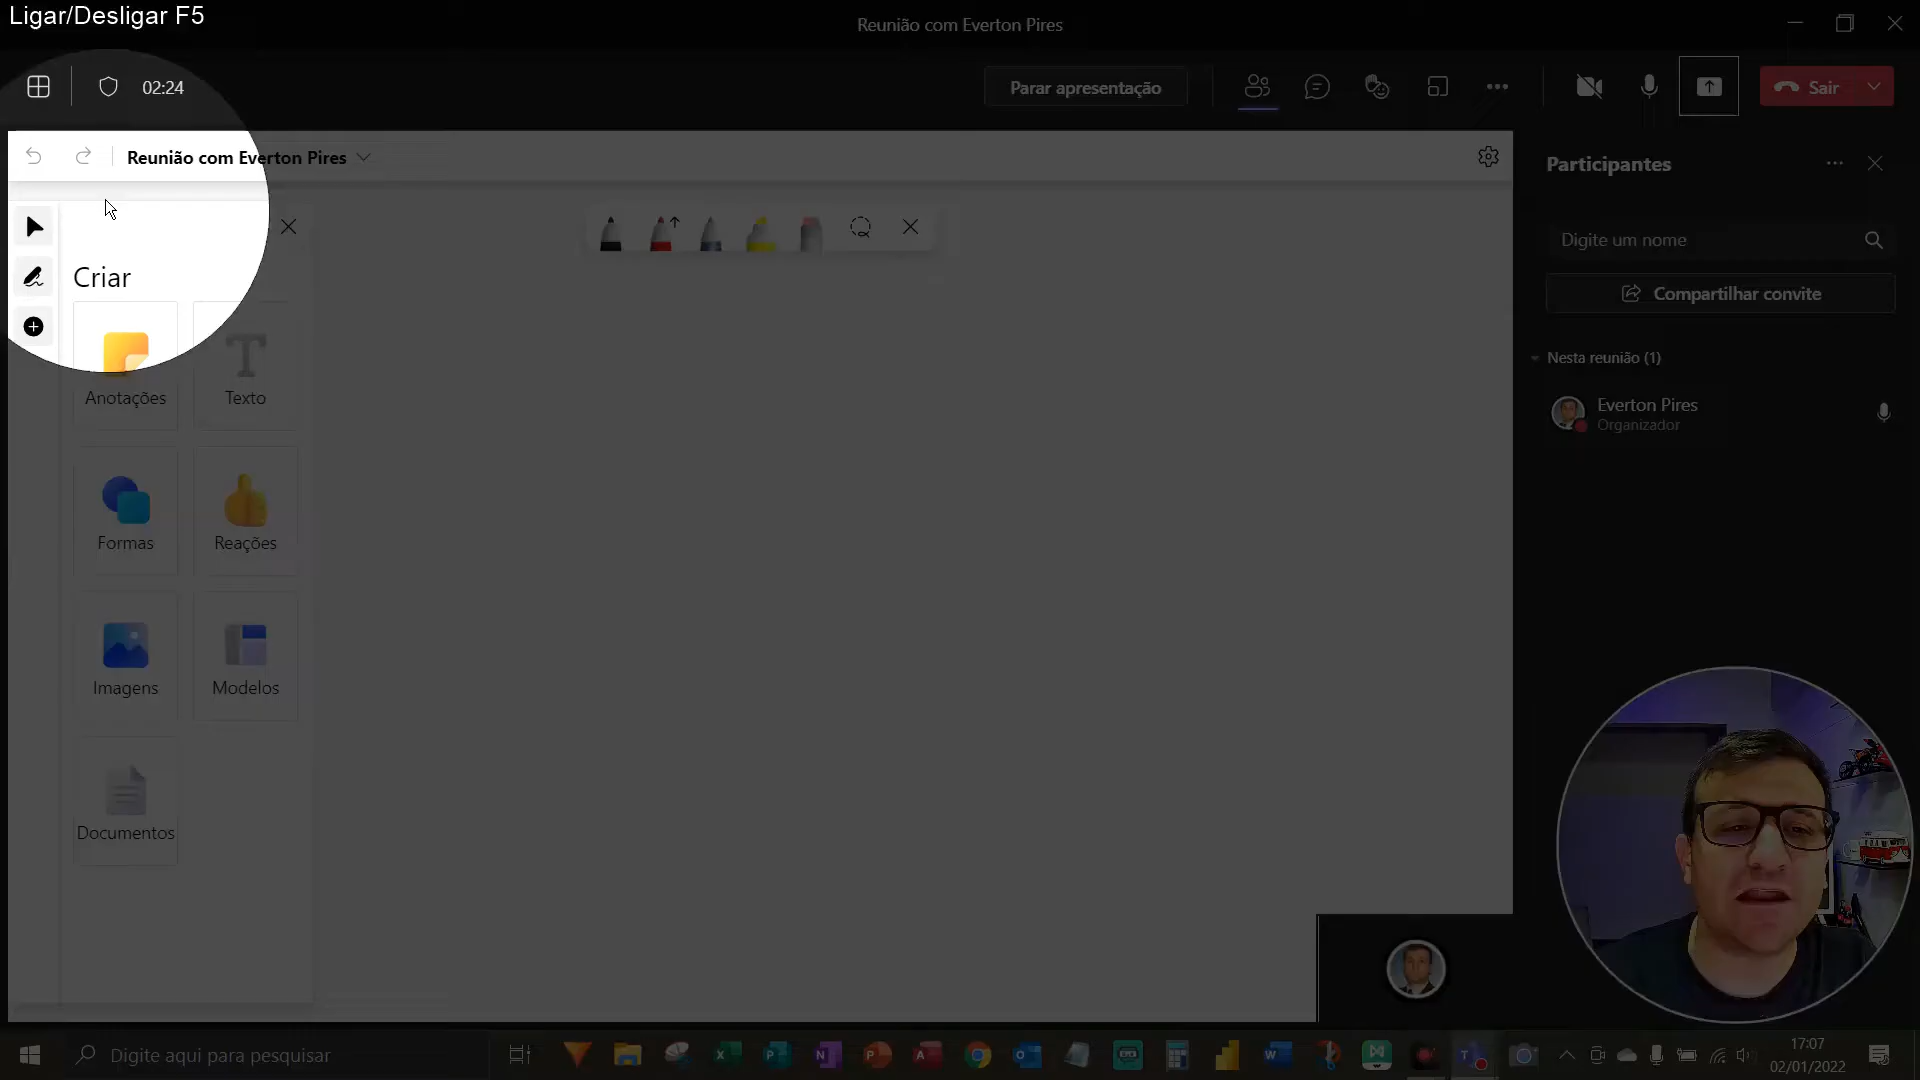 Ligar/Desligar F5
Reunião com Everton Pires
02:24
Parar apresentação
Sair
Reunião com Everton Pires
Participantes
Digite um nome
Compartilhar convite
Nesta reunião (1)
Everton Pires
Organizador
Criar
Anotações
Texto
Formas
Reações
Imagens
Modelos
Documentos
Digite aqui para pesquisar
17:07
02/01/2022